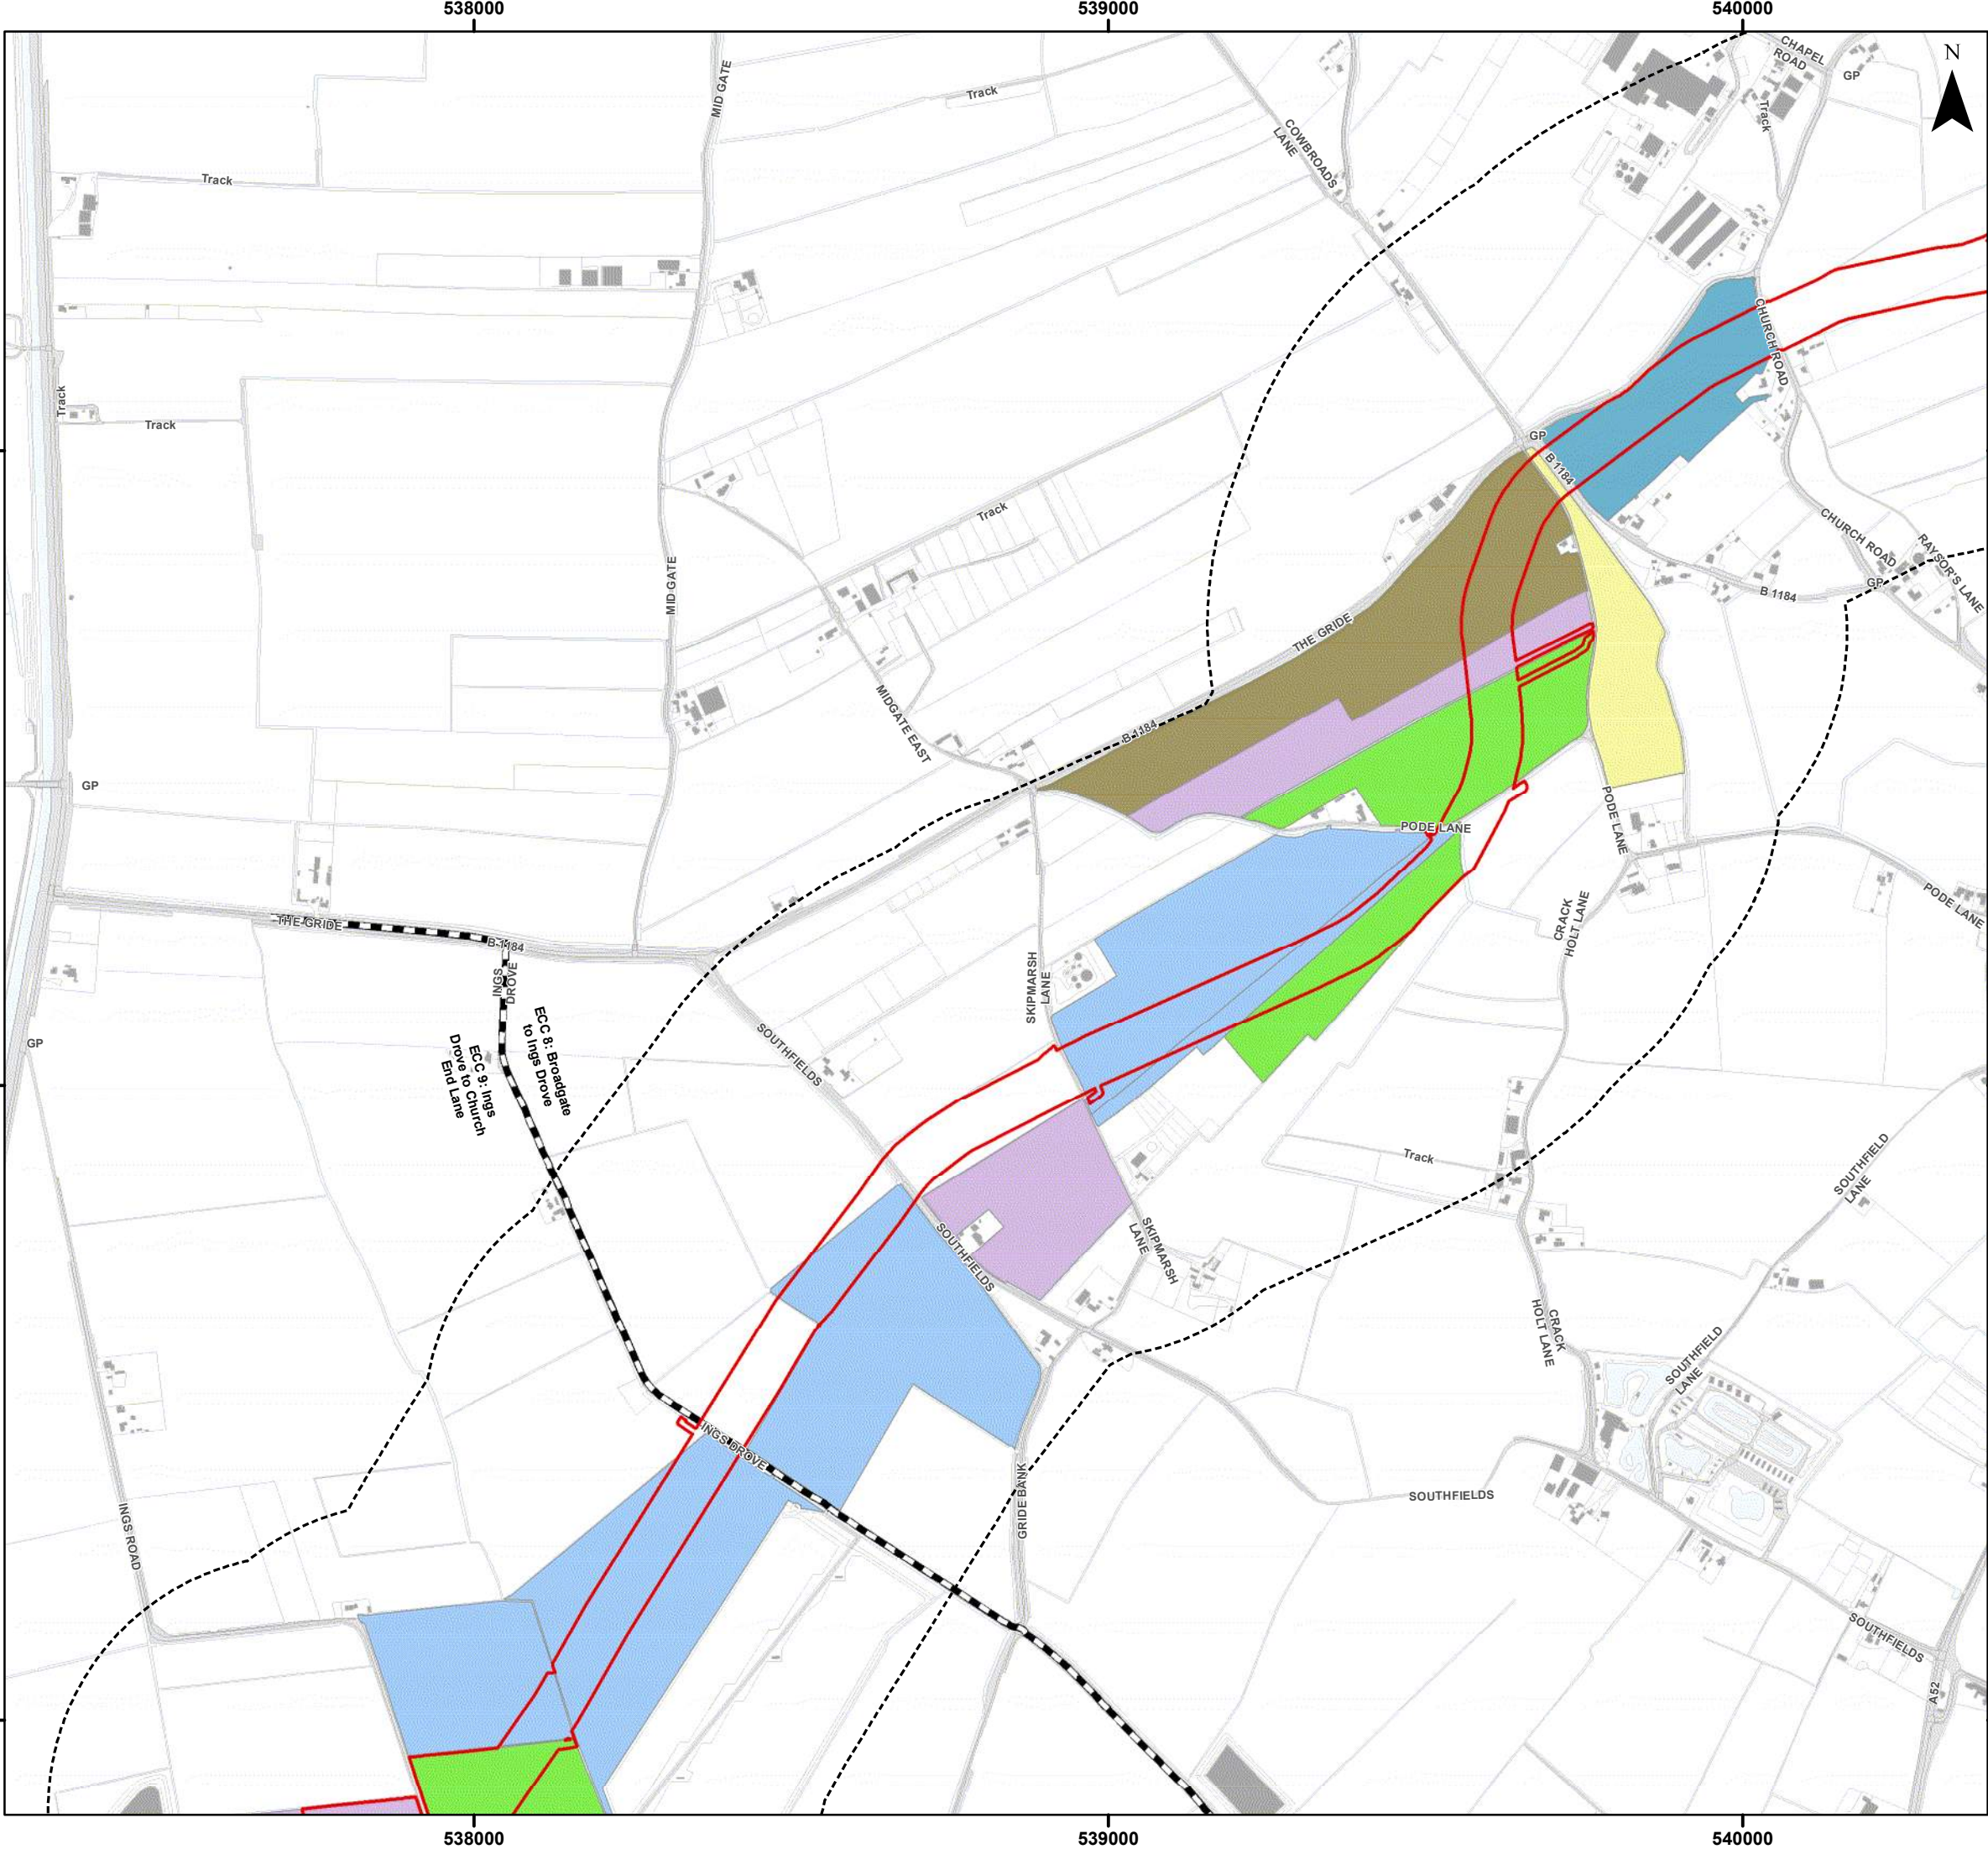 538000
539000
540000
N
CHAPEL
ROAD
GP
Track
MID GATE
Track
COWBROADS
LANE
Track
CHURCH ROAD
Track
Track
GP
B 1184
Track
CHURCH ROAD
RAYSOR'S LANE
GP
B 1184
MID GATE
THE GRIDE
MIDGATE EAST
B 1184
GP
PODE LANE
PODE LANE
PODE LANE
THE GRIDE
B 1184
CRACK
HOLT LANE
INGS
DROVE
SKIPMARSH
LANE
GP
ECC 8: Broadgate
to Ings Drove
ECC 9: Ings
Drove to Church
End Lane
SOUTHFIELDS
Track
SOUTHFIELD
LANE
SOUTHFIELDS
SKIPMARSH
LANE
CRACK
HOLT LANE
SOUTHFIELD
LANE
INGS DROVE
GRIDE BANK
SOUTHFIELDS
INGS ROAD
SOUTHFIELDS
A52
538000
539000
540000